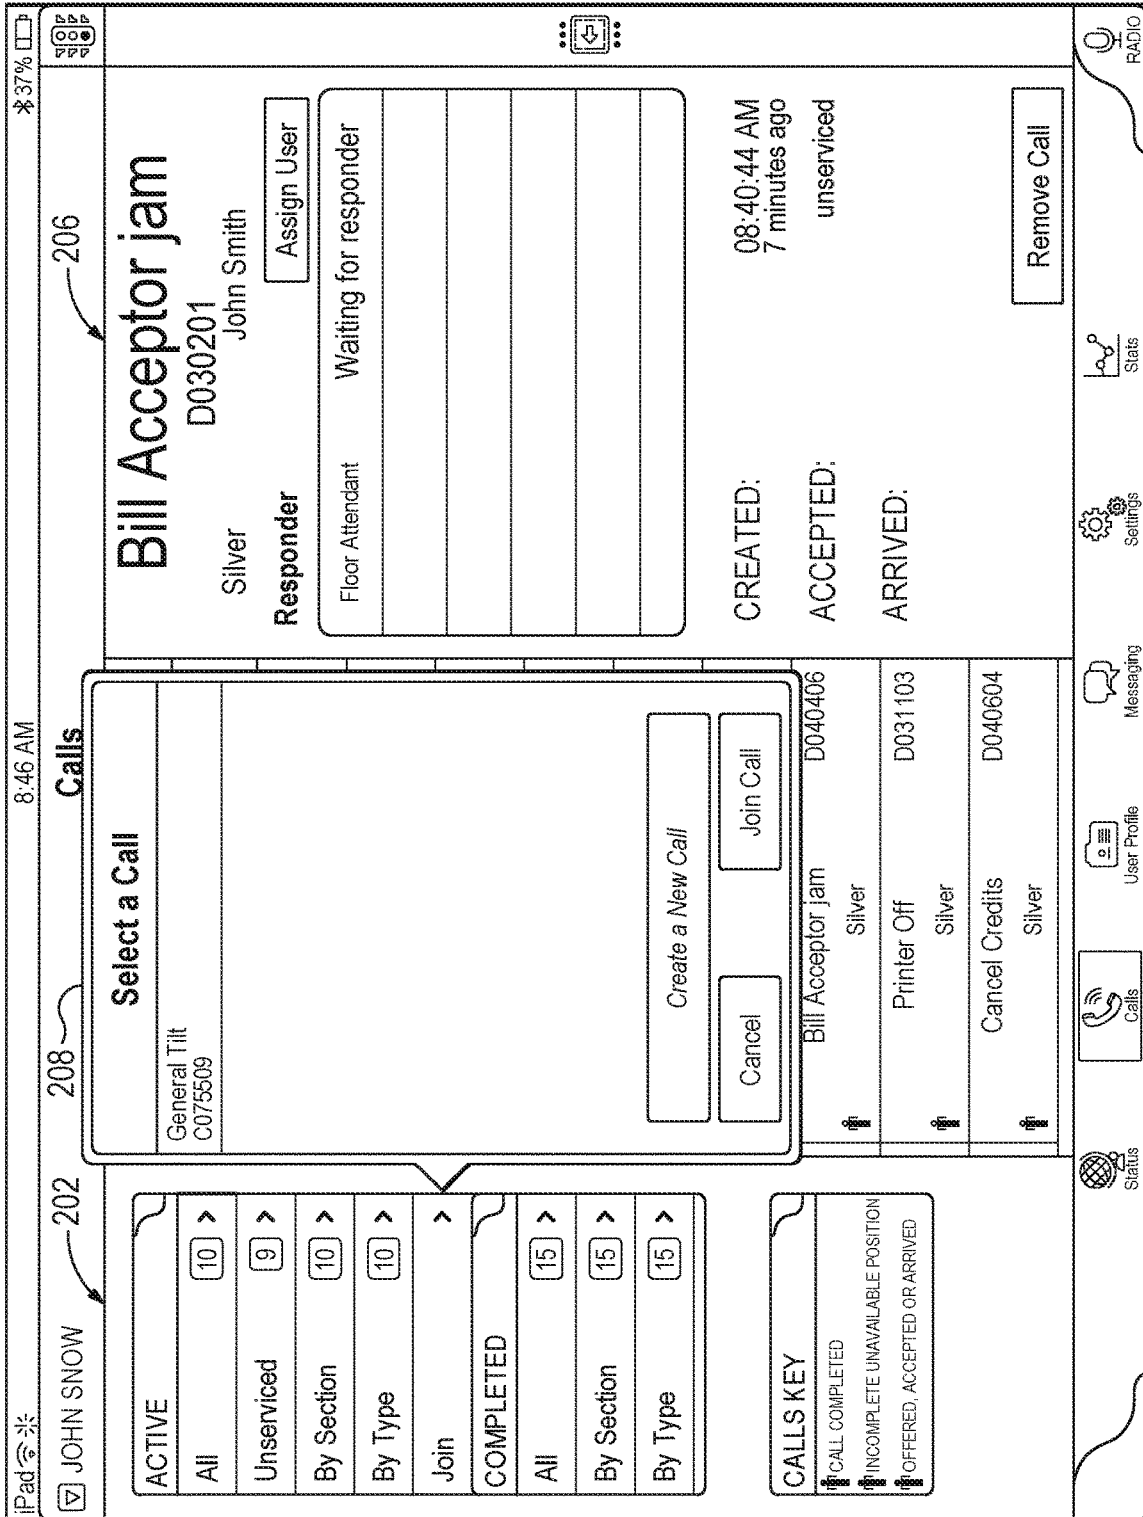 iPad 8:46 AM 37%
JOHN SNOW
202
208
Calls
206
ACTIVE
All 10 >
Unserviced 9 >
By Section 10 >
By Type 10 >
Join >
COMPLETED
All 15 >
By Section 15 >
By Type 15 >
CALLS KEY
CALL COMPLETED
INCOMPLETE UNAVAILABLE POSITION
OFFERED, ACCEPTED OR ARRIVED
Select a Call
General Tilt
C075509
Create a New Call
Cancel
Join Call
Bill Acceptor jam D040406
Silver
Printer Off D031103
Silver
Cancel Credits D040604
Silver
Bill Acceptor jam
D030201
Silver John Smith
Responder
Assign User
Floor Attendant Waiting for responder
CREATED: 08:40:44 AM
7 minutes ago
ACCEPTED: unserviced
ARRIVED:
Remove Call
Status
Calls
User Profile
Messaging
Settings
Stats
RADIO